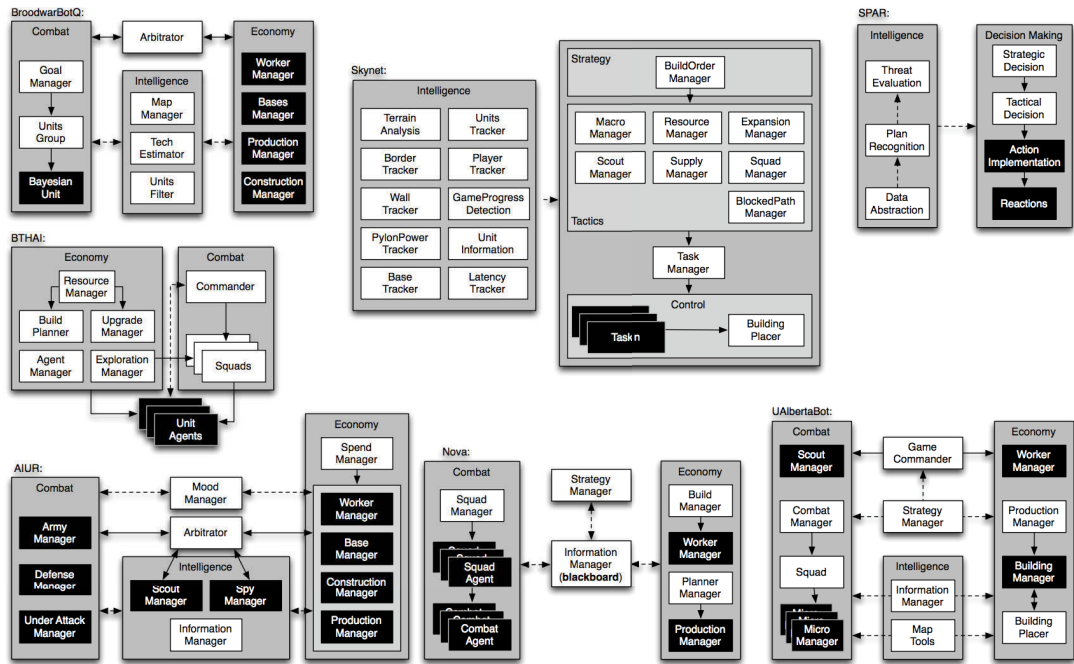 BroodwarBotQ:
Combat
Goal
Manager
Units
Group
Bayesian
Unit
Arbitrator
Intelligence
Map
Manager
Tech
Estimator
Units
Filter
Economy
Worker
Manager
Bases
Manager
Production
Manager
Construction
Manager
Skynet:
Intelligence
Terrain
Analysis
Units
Tracker
Border
Tracker
Player
Tracker
Wall
Tracker
GameProgress
Detection
PylonPower
Tracker
Unit
Information
Base
Tracker
Latency
Tracker
Strategy
BuildOrder
Manager
Macro
Manager
Resource
Manager
Expansion
Manager
Scout
Manager
Supply
Manager
Squad
Manager
BlockedPath
Manager
Tactics
Task
Manager
Control
Task n
Building
Placer
SPAR:
Intelligence
Threat
Evaluation
Plan
Recognition
Data
Abstraction
Decision Making
Strategic
Decision
Tactical
Decision
Action
Implementation
Reactions
BTHAI:
Economy
Resource
Manager
Build
Planner
Upgrade
Manager
Agent
Manager
Exploration
Manager
Combat
Commander
Squads
Unit
Agents
AIUR:
Combat
Army
Manager
Defense
Manager
Under Attack
Manager
Mood
Manager
Arbitrator
Intelligence
Scout
Manager
Spy
Manager
Information
Manager
Economy
Spend
Manager
Worker
Manager
Base
Manager
Construction
Manager
Production
Manager
Nova:
Combat
Squad
Manager
Squad
Agent
Combat
Combat
Agent
Strategy
Manager
Information
Manager
(blackboard)
Economy
Build
Manager
Worker
Manager
Planner
Manager
Production
Manager
UAlbertaBot:
Combat
Scout
Manager
Combat
Manager
Squad
Micro
Manager
Game
Commander
Strategy
Manager
Intelligence
Information
Manager
Map
Tools
Economy
Worker
Manager
Production
Manager
Building
Manager
Building
Placer